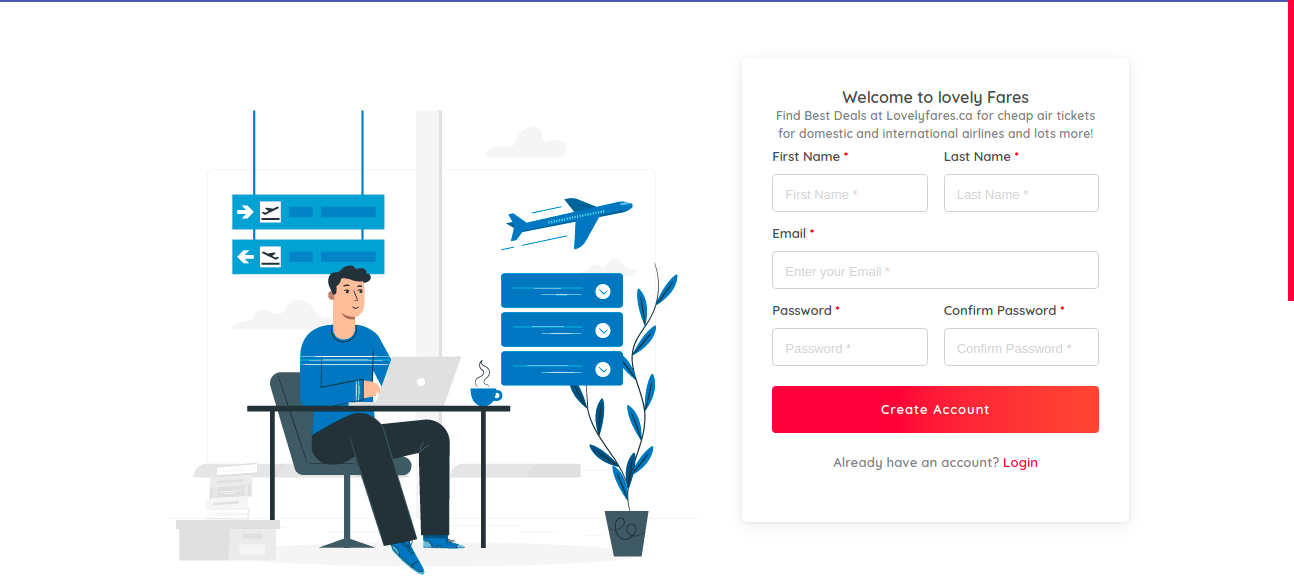 Welcome to lovely Fares
Find Best Deals at Lovelyfares.ca for cheap air tickets
for domestic and international airlines and lots more!
First Name *
Last Name *
First Name *
Last Name *
Email *
Enter your Email *
Password *
Confirm Password *
Password *
Confirm Password *
Create Account
Already have an account? Login